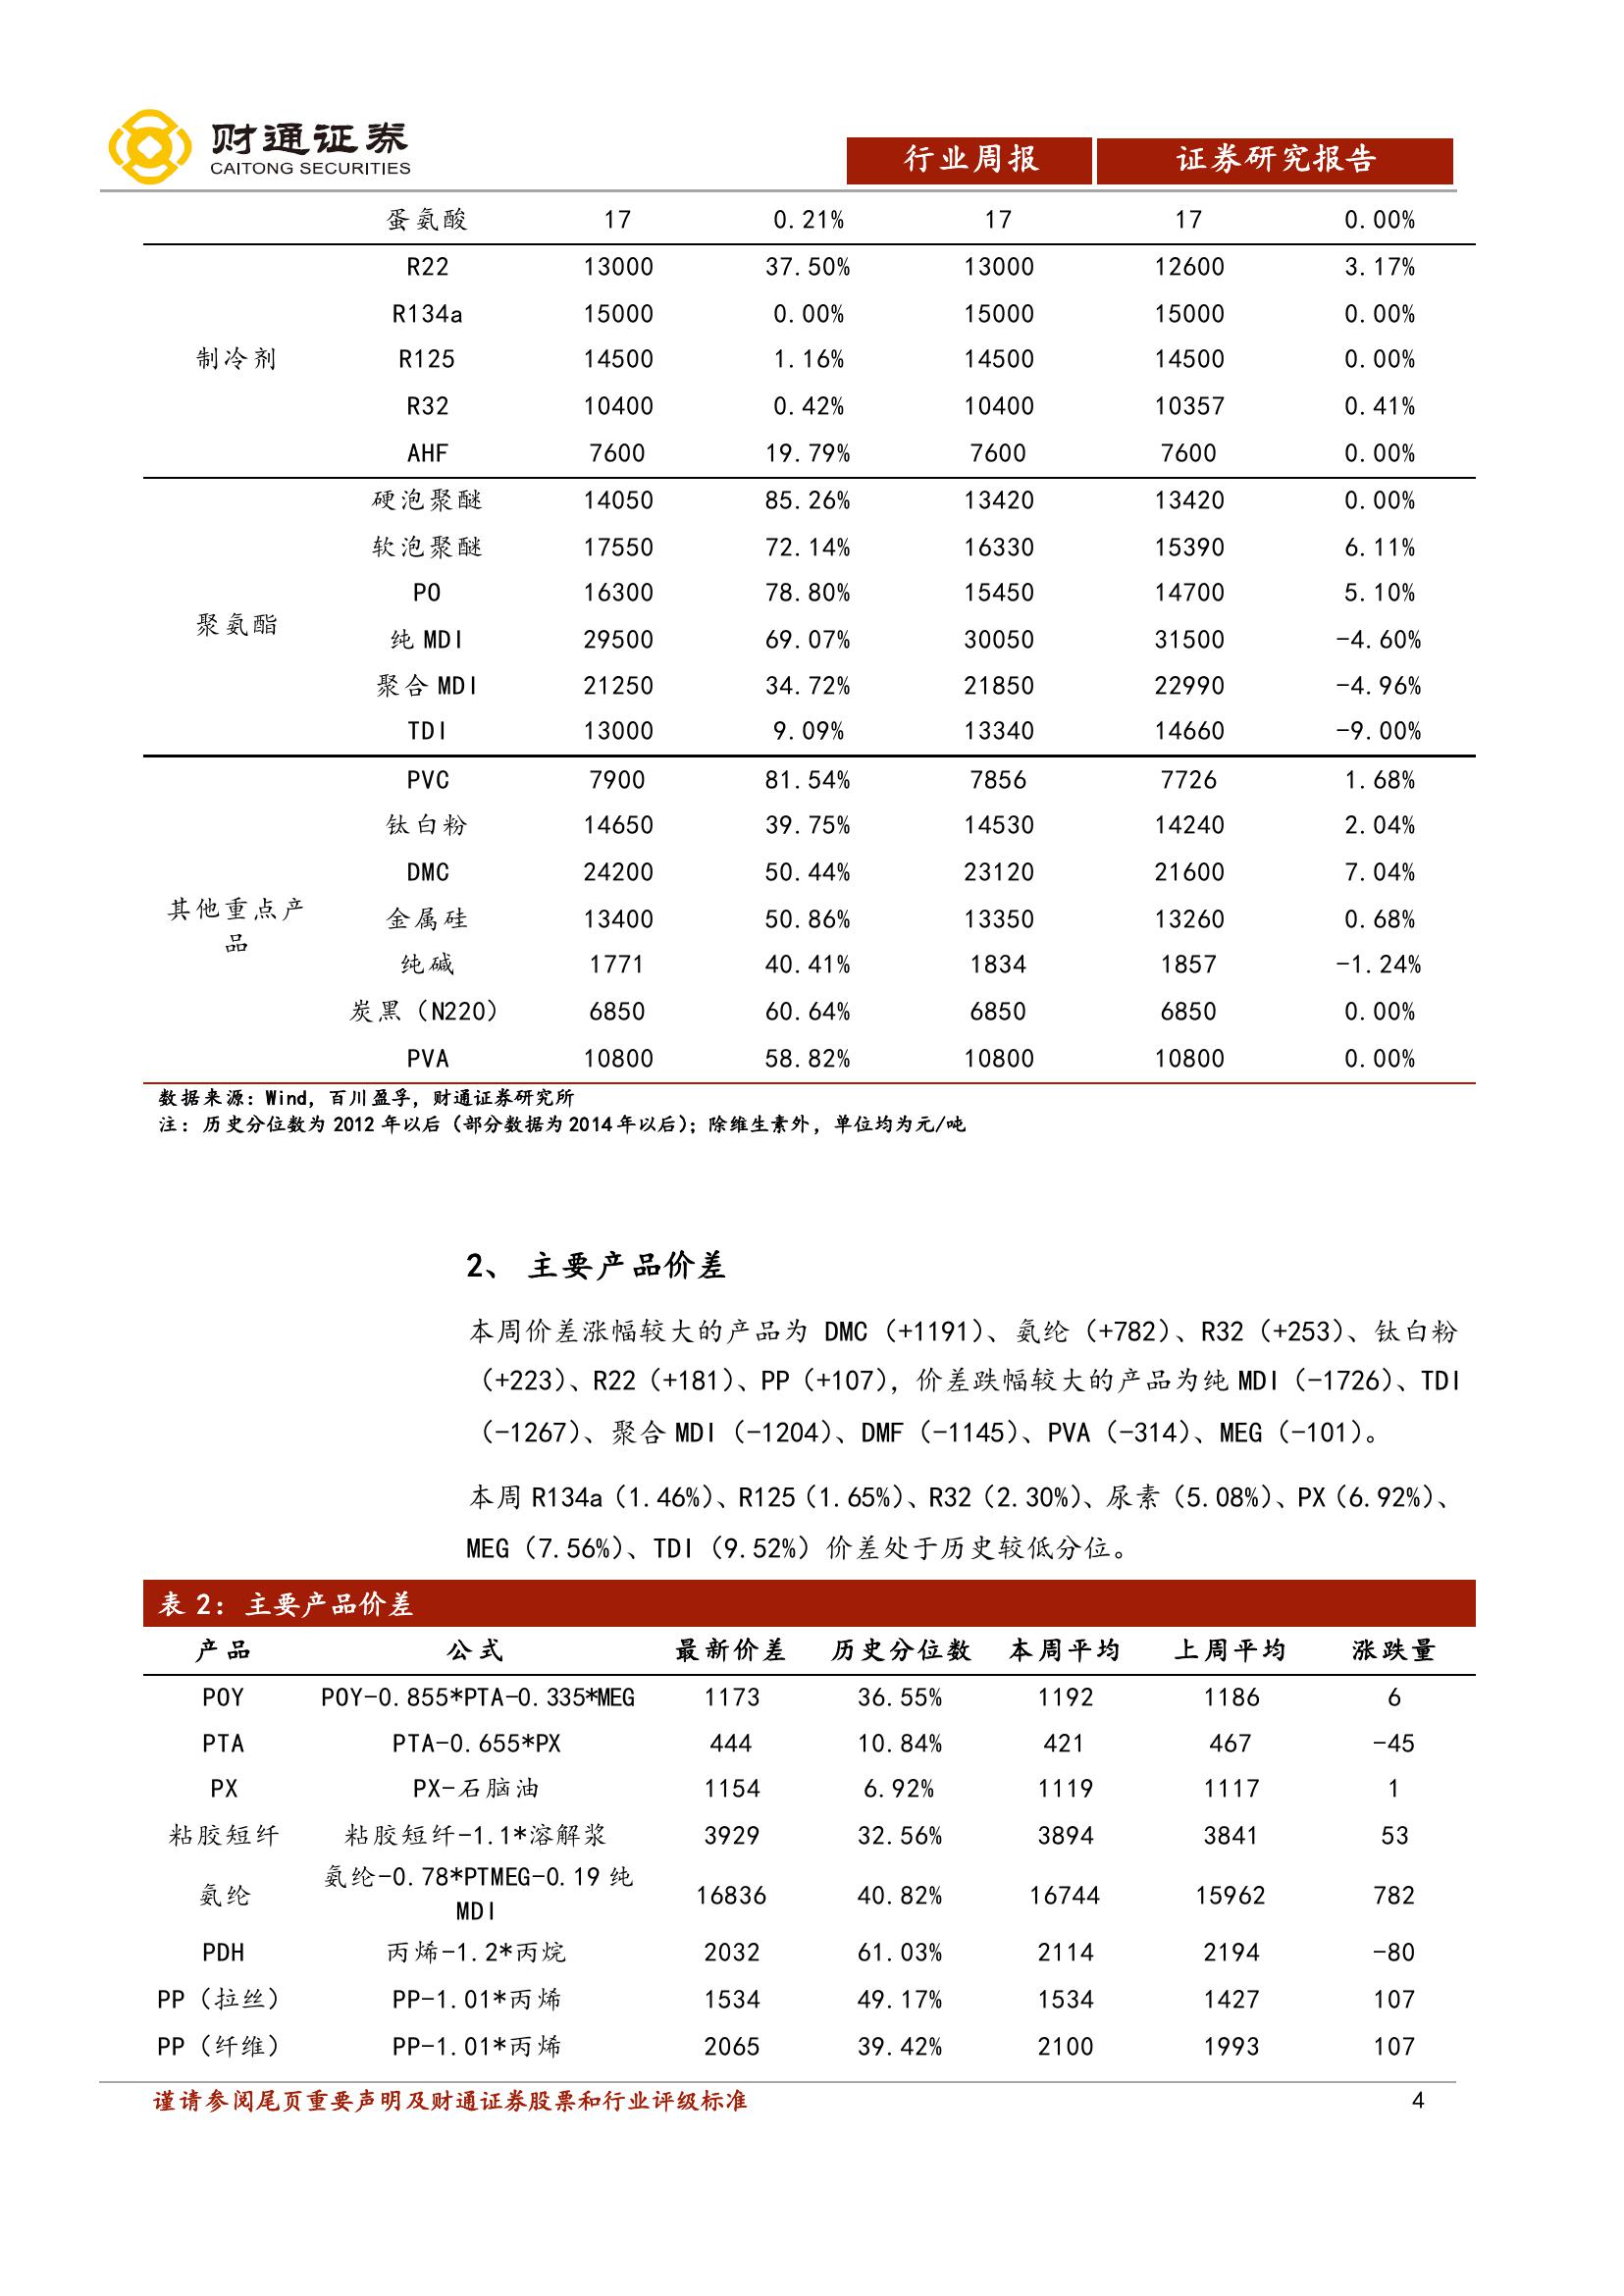 财通证券
CAITONG SECURITIES
行业周报 证券研究报告
蛋氨酸 17 0.21% 17 17 0.00%
R22 13000 37.50% 13000 12600 3.17%
R134a 15000 0.00% 15000 15000 0.00%
制冷剂 R125 14500 1.16% 14500 14500 0.00%
R32 10400 0.42% 10400 10357 0.41%
AHF 7600 19.79% 7600 7600 0.00%
硬泡聚醚 14050 85.26% 13420 13420 0.00%
软泡聚醚 17550 72.14% 16330 15390 6.11%
PO 16300 78.80% 15450 14700 5.10%
聚氨酯
纯 MDI 29500 69.07% 30050 31500 -4.60%
聚合 MDI 21250 34.72% 21850 22990 -4.96%
TDI 13000 9.09% 13340 14660 -9.00%
PVC 7900 81.54% 7856 7726 1.68%
钛白粉 14650 39.75% 14530 14240 2.04%
DMC 24200 50.44% 23120 21600 7.04%
其他重点产
品
金属硅 13400 50.86% 13350 13260 0.68%
纯碱 1771 40.41% 1834 1857 -1.24%
炭黑（N220） 6850 60.64% 6850 6850 0.00%
PVA 10800 58.82% 10800 10800 0.00%
数据来源：Wind，百川盈孚，财通证券研究所
注：历史分位数为 2012 年以后（部分数据为 2014 年以后）；除维生素外，单位均为元/吨
2、 主要产品价差
本周价差涨幅较大的产品为 DMC（+1191）、氨纶（+782）、R32（+253）、钛白粉
（+223）、R22（+181）、PP（+107），价差跌幅较大的产品为纯 MDI（-1726）、TDI
（-1267）、聚合 MDI（-1204）、DMF（-1145）、PVA（-314）、MEG（-101）。
本周 R134a（1.46%）、R125（1.65%）、R32（2.30%）、尿素（5.08%）、PX（6.92%）、
MEG（7.56%）、TDI（9.52%）价差处于历史较低分位。
表 2：主要产品价差
产品 公式 最新价差 历史分位数 本周平均 上周平均 涨跌量
POY POY-0.855*PTA-0.335*MEG 1173 36.55% 1192 1186 6
PTA PTA-0.655*PX 444 10.84% 421 467 -45
PX PX-石脑油 1154 6.92% 1119 1117 1
粘胶短纤 粘胶短纤-1.1*溶解浆 3929 32.56% 3894 3841 53
氨纶 氨纶-0.78*PTMEG-0.19 纯
MDI 16836 40.82% 16744 15962 782
PDH 丙烯-1.2*丙烷 2032 61.03% 2114 2194 -80
PP（拉丝） PP-1.01*丙烯 1534 49.17% 1534 1427 107
PP（纤维） PP-1.01*丙烯 2065 39.42% 2100 1993 107
谨请参阅尾页重要声明及财通证券股票和行业评级标准 4